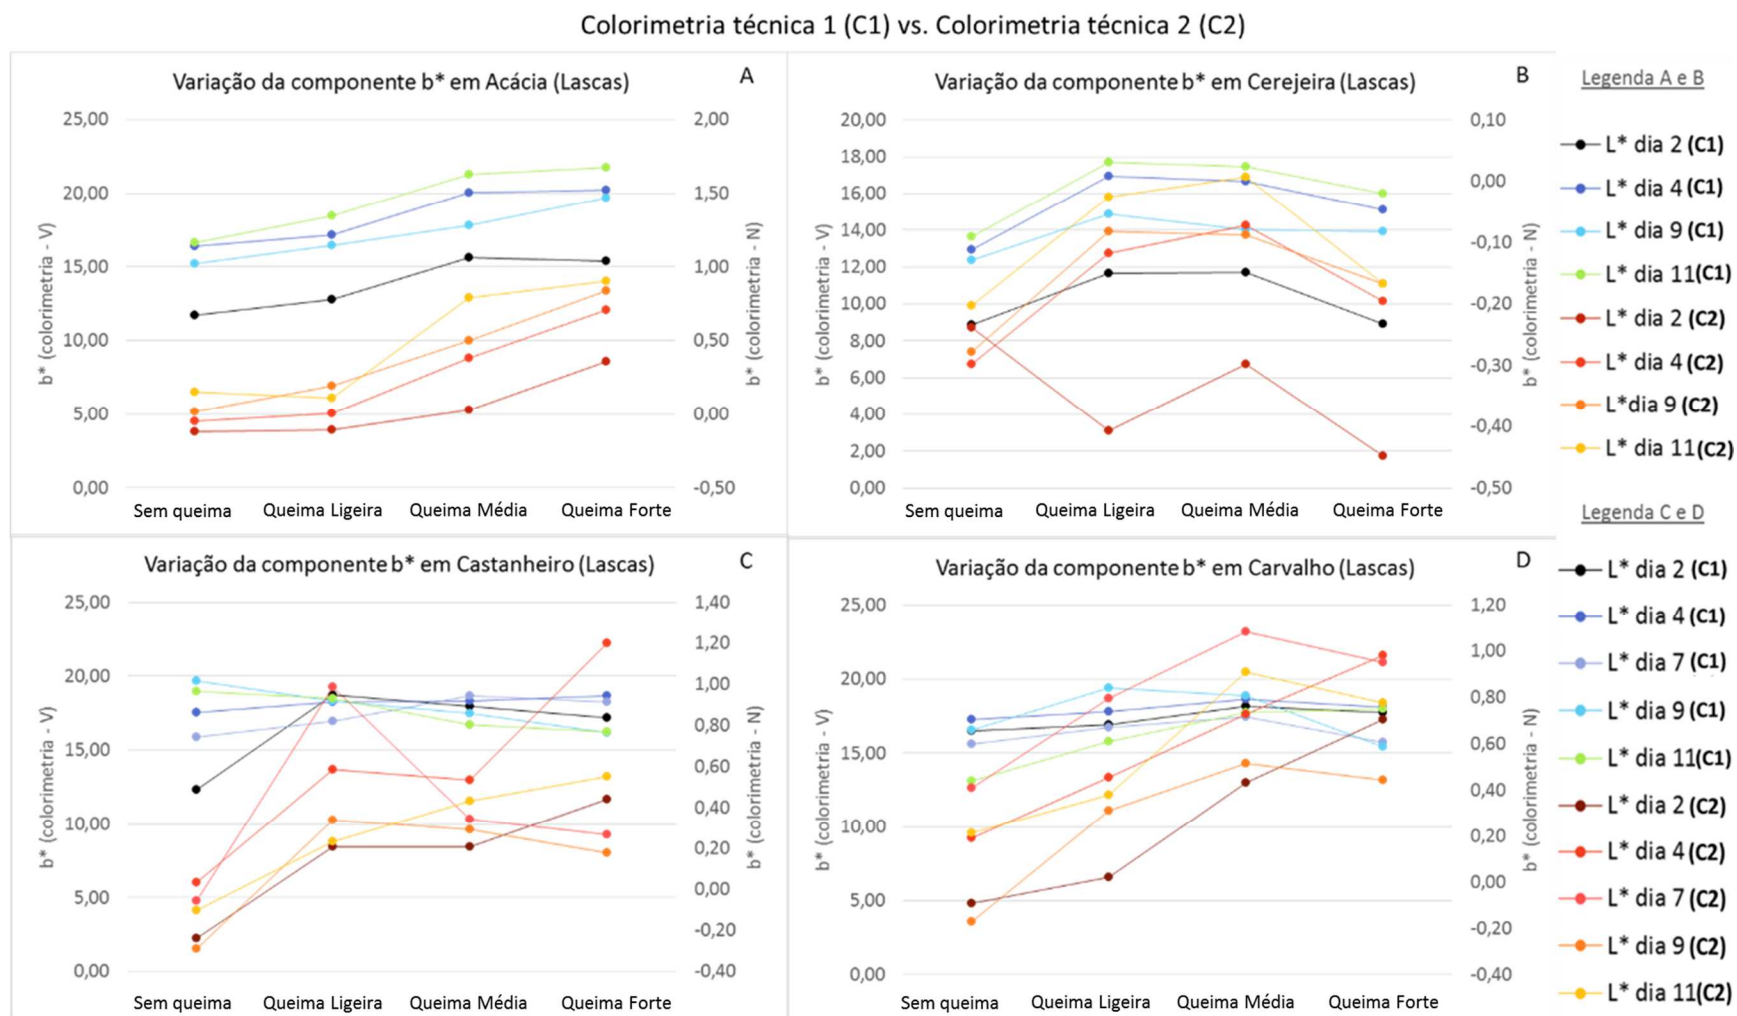 Colorimetria técnica 1 (C1) vs. Colorimetria técnica 2 (C2)
Variação da componente b* em Acácia (Lascas)
A
25,00
20,00
15,00
10,00
5,00
0,00
b* (colorimetria - V)
2,00
1,50
1,00
0,50
0,00
-0,50
b* (colorimetria - N)
Sem queima Queima Ligeira Queima Média Queima Forte
Variação da componente b* em Cerejeira (Lascas)
B
20,00
18,00
16,00
14,00
12,00
10,00
8,00
6,00
4,00
2,00
0,00
b* (colorimetria - V)
0,10
0,00
-0,10
-0,20
-0,30
-0,40
-0,50
b* (colorimetria - N)
Sem queima Queima Ligeira Queima Média Queima Forte
Legenda A e B
L* dia 2 (C1)
L* dia 4 (C1)
L* dia 9 (C1)
L* dia 11(C1)
L* dia 2 (C2)
L* dia 4 (C2)
L*dia 9 (C2)
L* dia 11(C2)
Variação da componente b* em Castanheiro (Lascas)
C
25,00
20,00
15,00
10,00
5,00
0,00
b* (colorimetria - V)
1,40
1,20
1,00
0,80
0,60
0,40
0,20
0,00
-0,20
-0,40
b* (colorimetria - N)
Sem queima Queima Ligeira Queima Média Queima Forte
Variação da componente b* em Carvalho (Lascas)
D
25,00
20,00
15,00
10,00
5,00
0,00
b* (colorimetria - V)
1,20
1,00
0,80
0,60
0,40
0,20
0,00
-0,20
-0,40
b* (colorimetria - N)
Sem queima Queima Ligeira Queima Média Queima Forte
Legenda C e D
L* dia 2 (C1)
L* dia 4 (C1)
L* dia 7 (C1)
L* dia 9 (C1)
L* dia 11(C1)
L* dia 2 (C2)
L* dia 4 (C2)
L* dia 7 (C2)
L* dia 9 (C2)
L* dia 11(C2)